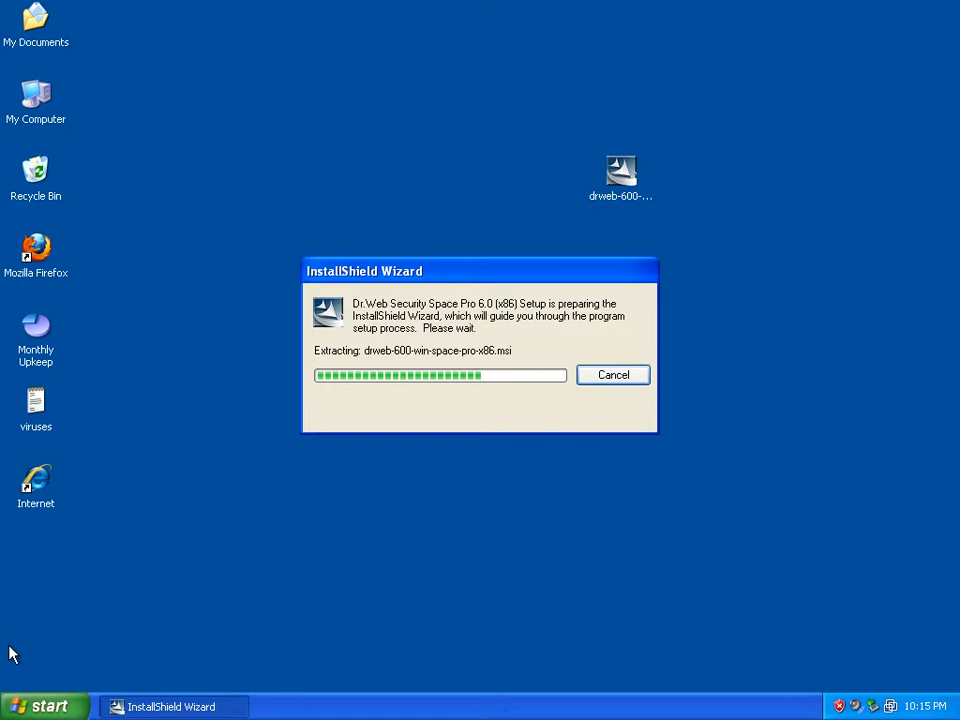 My Documents
My Computer
Recycle Bin
Mozilla Firefox
Monthly
Upkeep
viruses
Internet
drweb-600-...
InstallShield Wizard
Dr.Web Security Space Pro 6.0 (x86) Setup is preparing the
InstallShield Wizard, which will guide you through the program
setup process. Please wait.
Extracting: drweb-600-win-space-pro-x86.msi
Cancel
start
InstallShield Wizard
10:15 PM